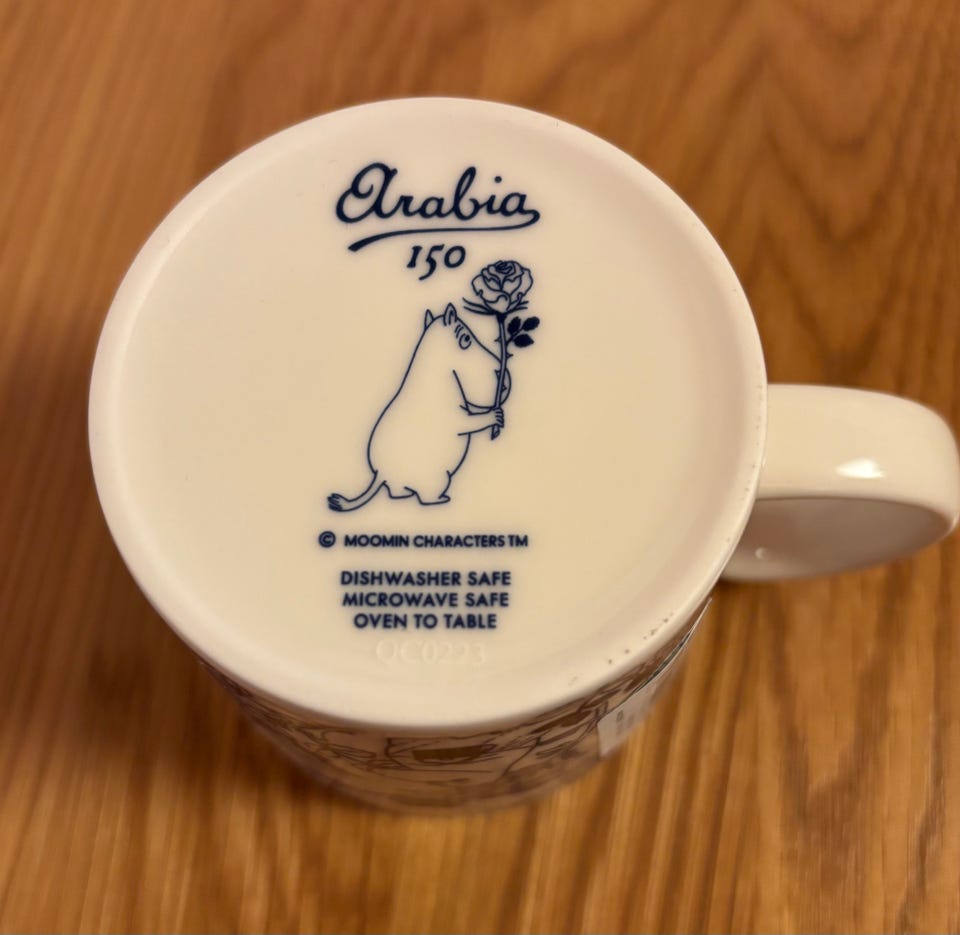 Arabia
150
© MOOMIN CHARACTERS TM
DISHWASHER SAFE
MICROWAVE SAFE
OVEN TO TABLE
QC0223